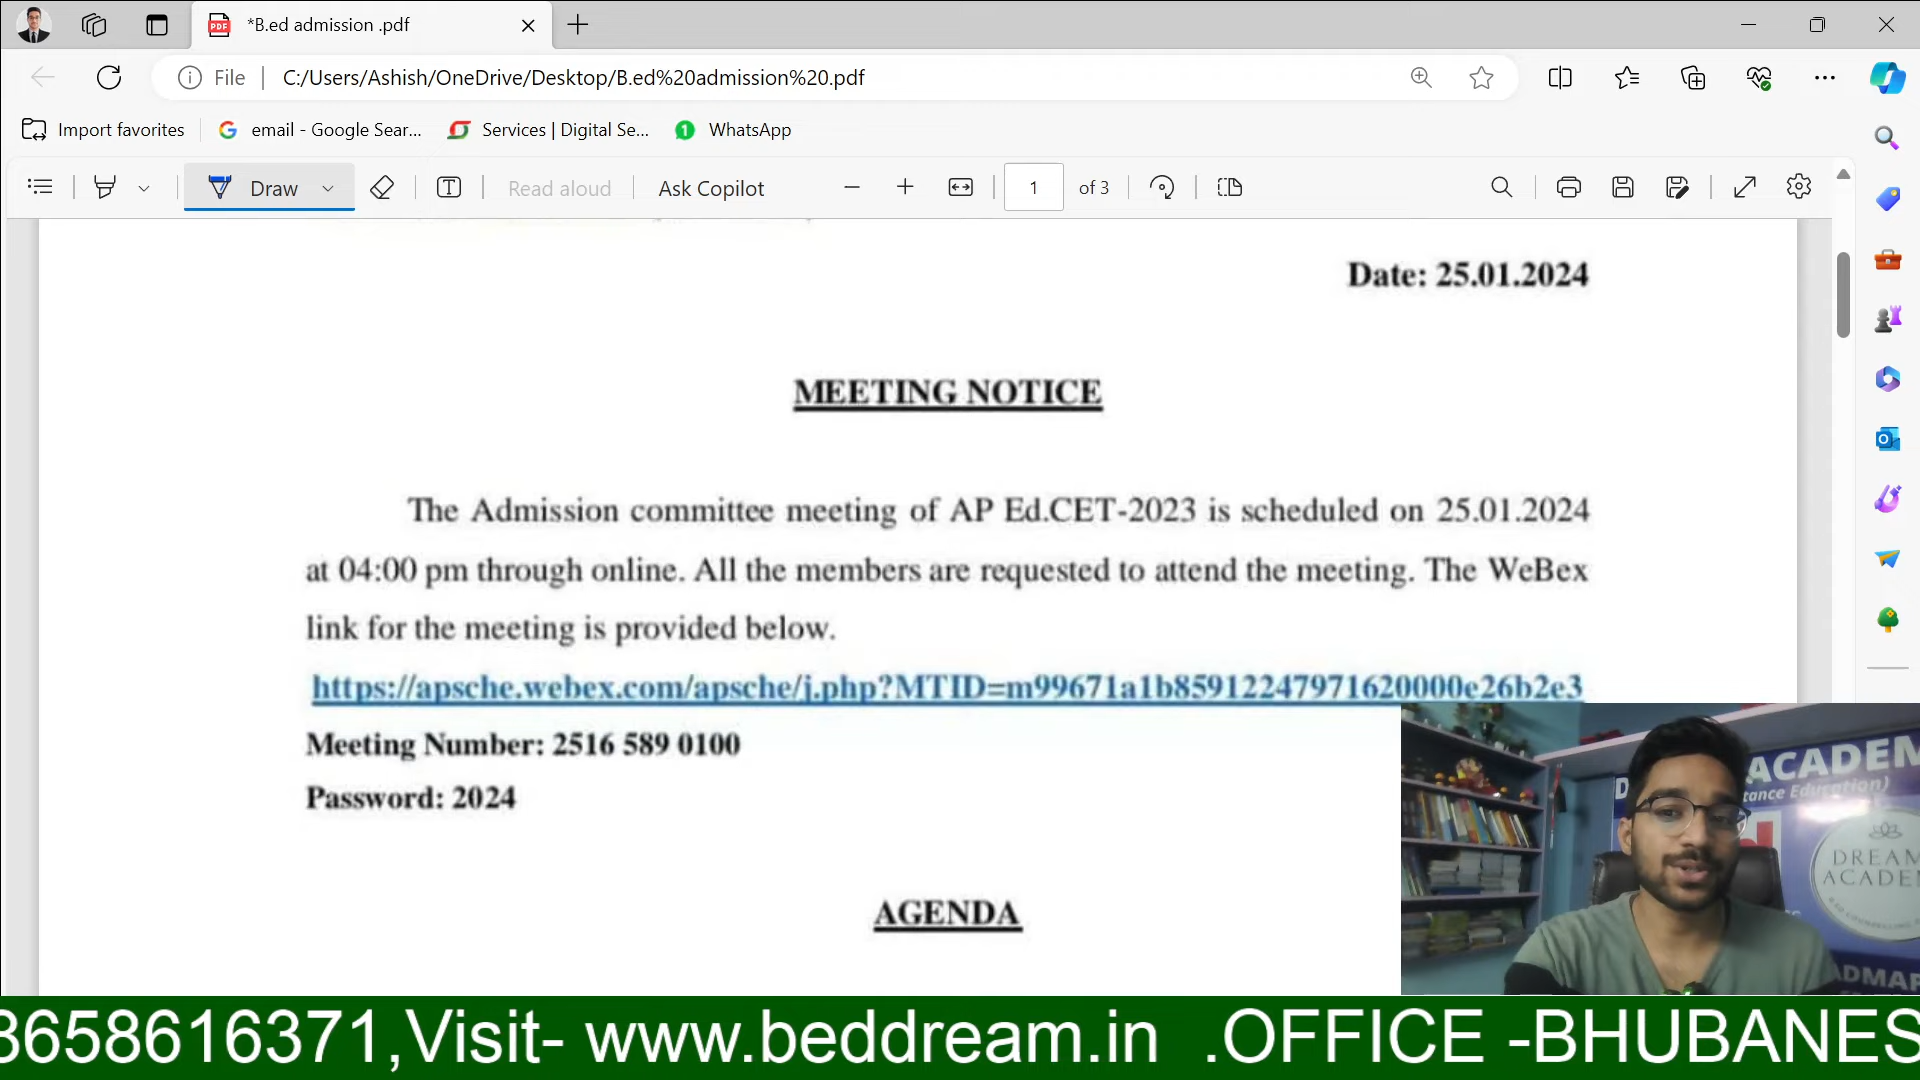 *B.ed admission .pdf
File
C:/Users/Ashish/OneDrive/Desktop/B.ed%20admission%20.pdf
Import favorites
email - Google Sear...
Services | Digital Se...
WhatsApp
Draw
Read aloud
Ask Copilot
1 of 3
Date: 25.01.2024
MEETING NOTICE
The Admission committee meeting of AP Ed.CET-2023 is scheduled on 25.01.2024
at 04:00 pm through online. All the members are requested to attend the meeting. The WeBex
link for the meeting is provided below.
https://apsche.webex.com/apsche/j.php?MTID=m99671a1b85912247971620000e26b2e3
Meeting Number: 2516 589 0100
Password: 2024
AGENDA
ACADEM
tance Education)
DREAM
ACADE
ADMAR
8658616371,Visit- www.beddream.in .OFFICE -BHUBANES